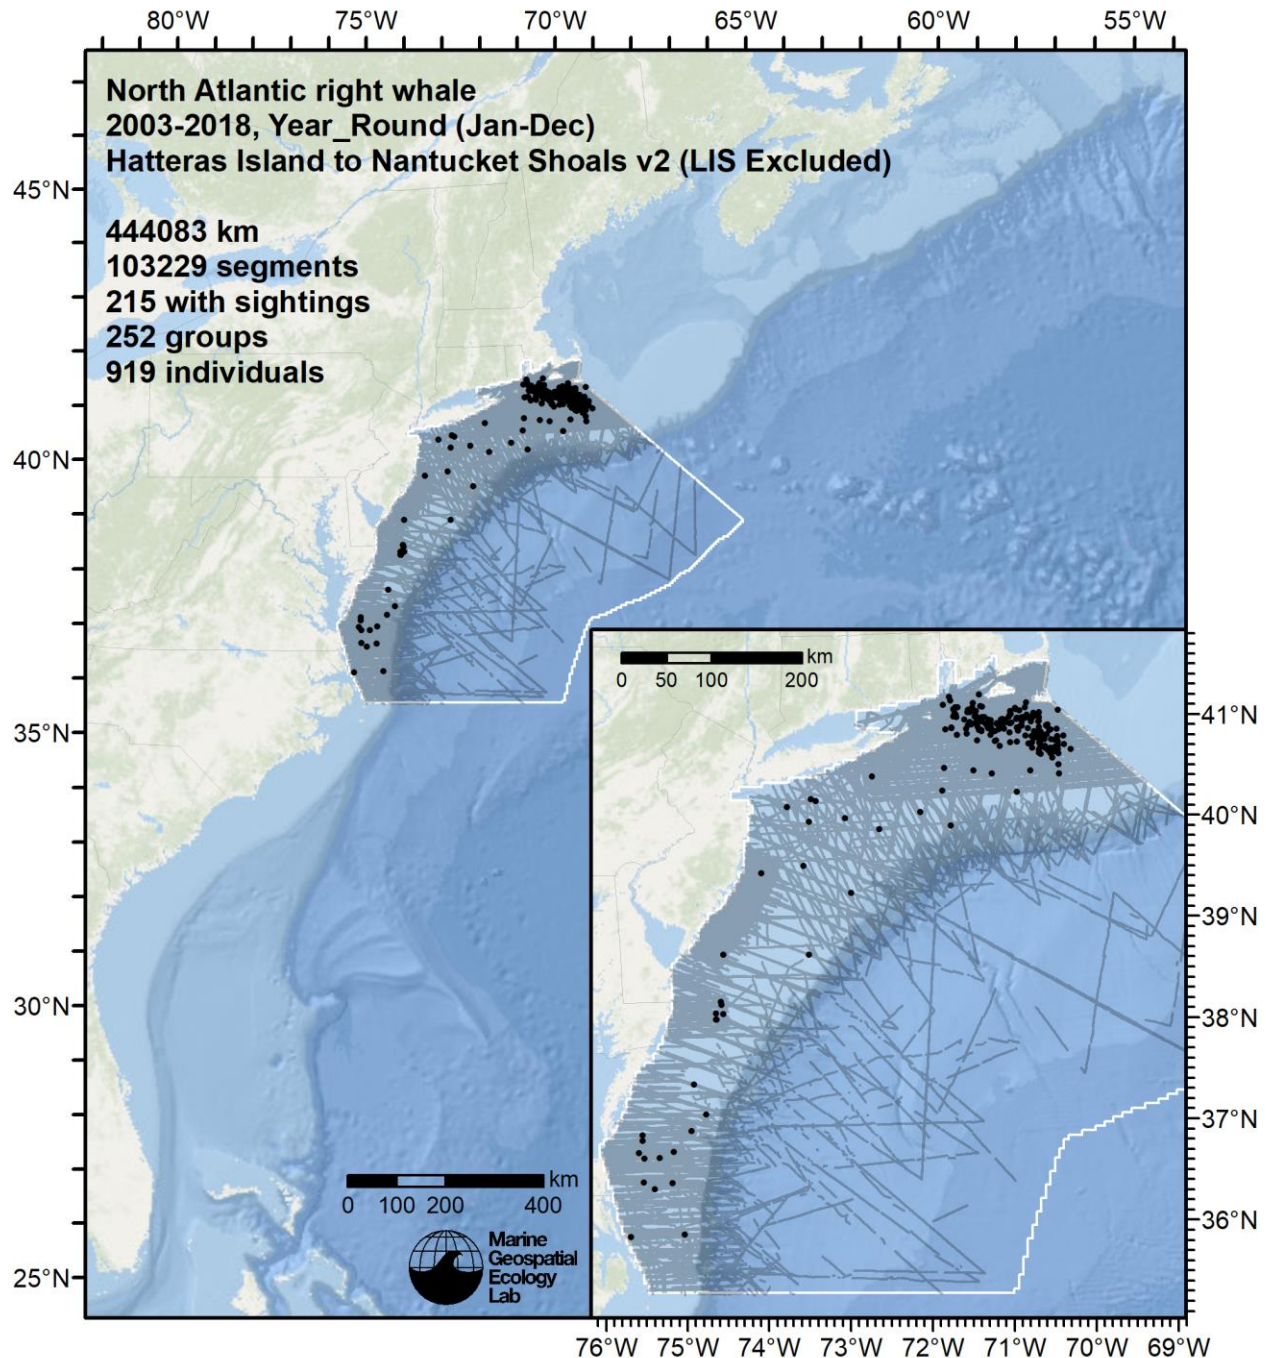 80°W 75°W 70°W 65°W 60°W 55°W
North Atlantic right whale
2003-2018, Year_Round (Jan-Dec)
Hatteras Island to Nantucket Shoals v2 (LIS Excluded)
45°N
444083 km
103229 segments
215 with sightings
252 groups
919 individuals
40°N
35°N
30°N
25°N
km
0 100 200 400
Marine
Geospatial
Ecology
Lab
km
0 50 100 200
41°N
40°N
39°N
38°N
37°N
36°N
76°W 75°W 74°W 73°W 72°W 71°W 70°W 69°W